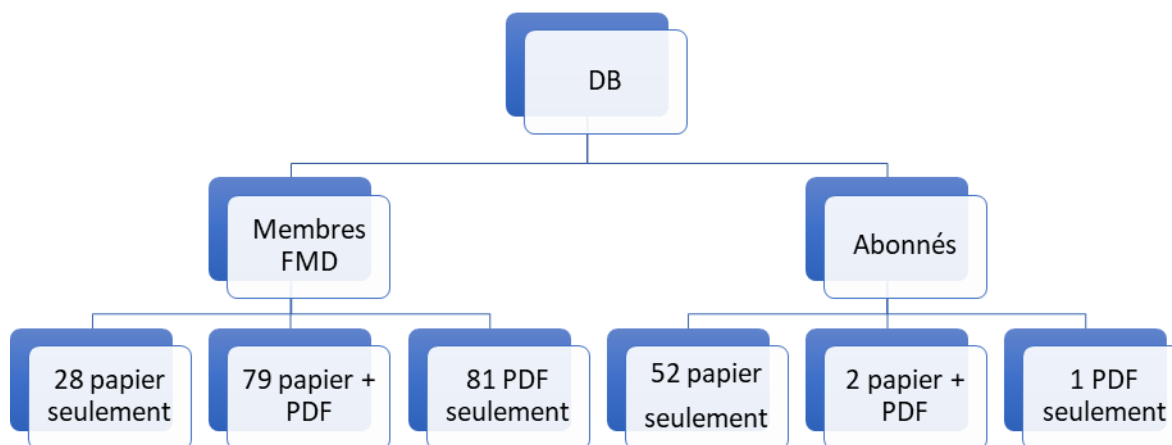 DB
Membres
FMD
Abonnés
28 papier
seulement
79 papier +
PDF
81 PDF
seulement
52 papier
seulement
2 papier +
PDF
1 PDF
seulement